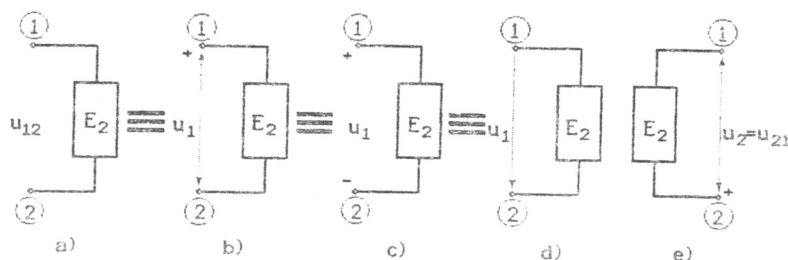 1 1 1 1 1
+ +
u12 E2 ≡ u1 E2 ≡ u1 E2 ≡ u1 E2 E2 u2=u21
- +
2 2 2 2 2
a) b) c) d) e)